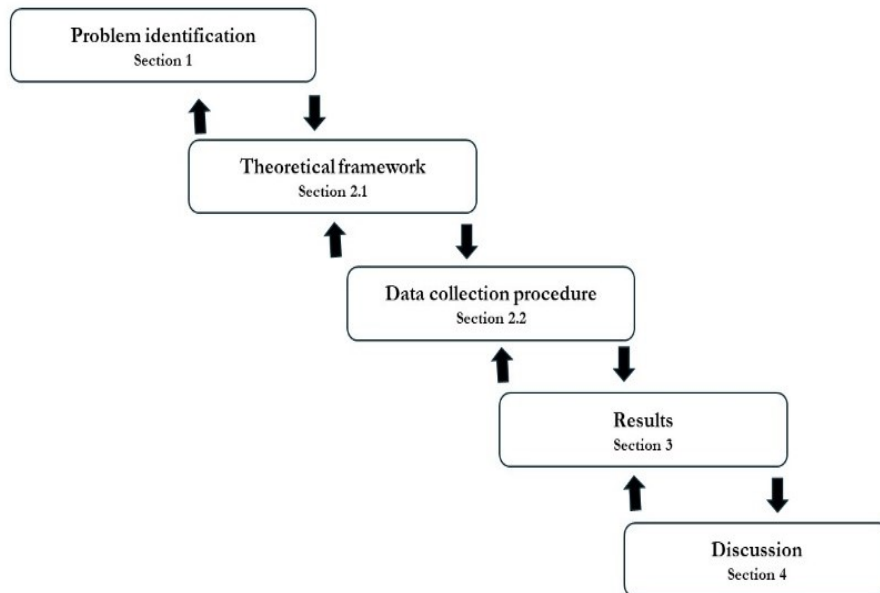 Problem identification
Section 1
Theoretical framework
Section 2.1
Data collection procedure
Section 2.2
Results
Section 3
Discussion
Section 4